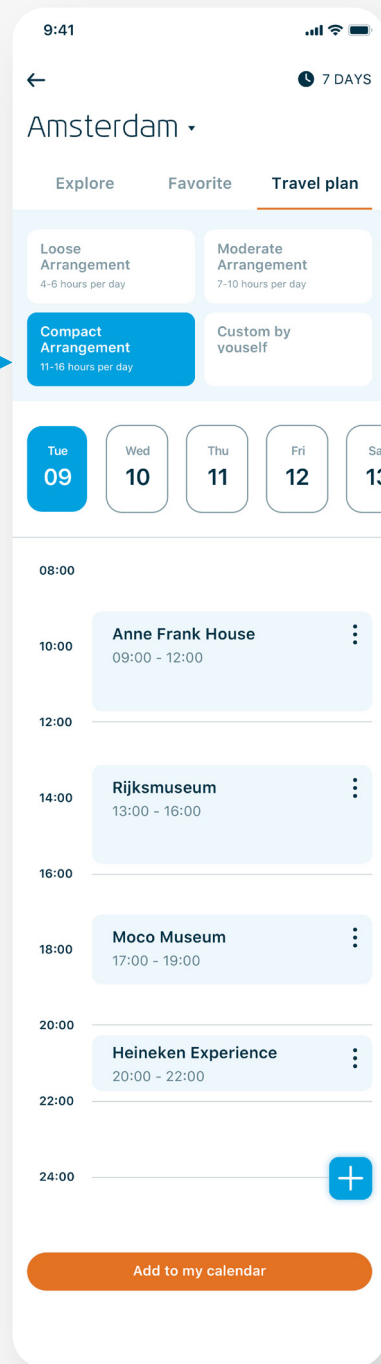 9:41
7 DAYS
Amsterdam
Explore Favorite Travel plan
Loose
Arrangement
4-6 hours per day
Moderate
Arrangement
7-10 hours per day
Compact
Arrangement
11-16 hours per day
Custom by
youself
Tue Wed Thu Fri Sa
09 10 11 12 13
08:00
Anne Frank House
10:00
09:00 - 12:00
12:00
Rijksmuseum
14:00
13:00 - 16:00
16:00
Moco Museum
18:00
17:00 - 19:00
20:00
Heineken Experience
20:00 - 22:00
22:00
24:00
Add to my calendar